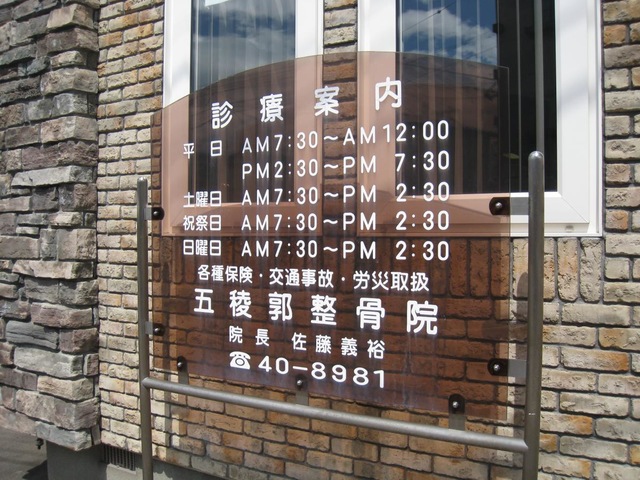 診療案内
平日 AM7:30～AM12:00
PM2:30～PM 7:30
土曜日 AM7:30～PM 2:30
祝祭日 AM7:30～PM 2:30
日曜日 AM7:30～PM 2:30
各種保険・交通事故・労災取扱
五稜郭整骨院
院長 佐藤義裕
☎40-8981